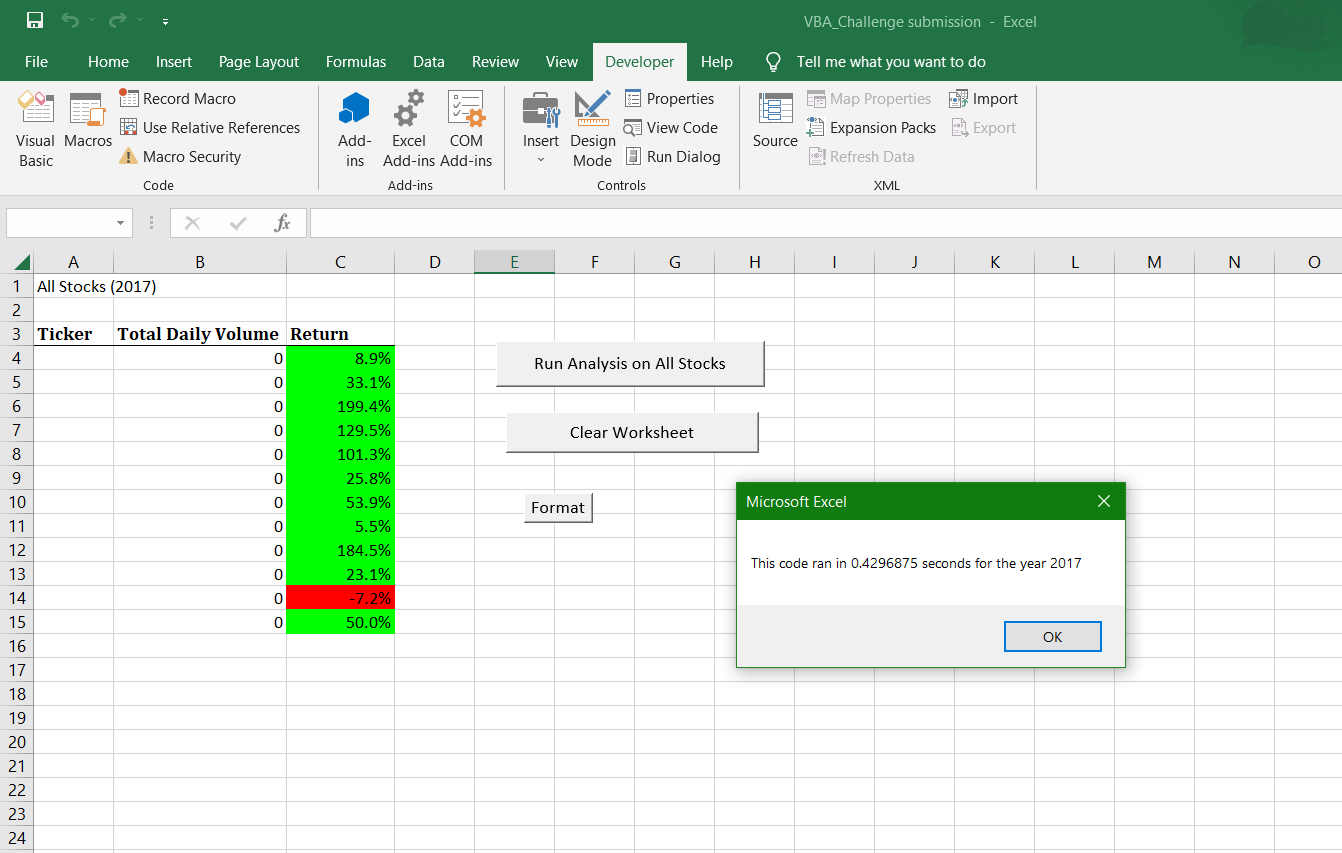 VBA_Challenge submission - Excel
File Home Insert Page Layout Formulas Data Review View Developer Help Tell me what you want to do
Visual Basic
Macros
Record Macro
Use Relative References
Macro Security
Code
Add-ins
Excel Add-ins
COM Add-ins
Add-ins
Insert
Design Mode
Properties
View Code
Run Dialog
Controls
Source
Map Properties
Expansion Packs
Refresh Data
Import
Export
XML
fx
A B C D E F G H I J K L M N O
1 All Stocks (2017)
2
3 Ticker Total Daily Volume Return
4 0 8.9%
5 0 33.1%
6 0 199.4%
7 0 129.5%
8 0 101.3%
9 0 25.8%
10 0 53.9%
11 0 5.5%
12 0 184.5%
13 0 23.1%
14 0 -7.2%
15 0 50.0%
16
17
18
19
20
21
22
23
24
Run Analysis on All Stocks
Clear Worksheet
Format
Microsoft Excel
This code ran in 0.4296875 seconds for the year 2017
OK